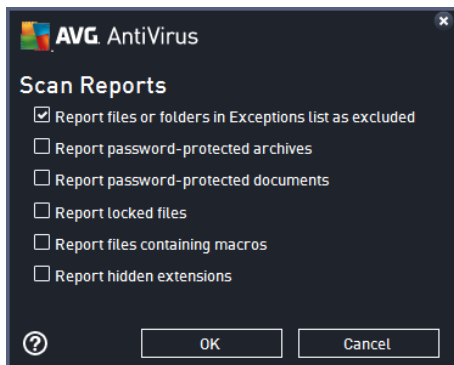 AVG. AntiVirus
Scan Reports
Report files or folders in Exceptions list as excluded
Report password-protected archives
Report password-protected documents
Report locked files
Report files containing macros
Report hidden extensions
?
OK
Cancel